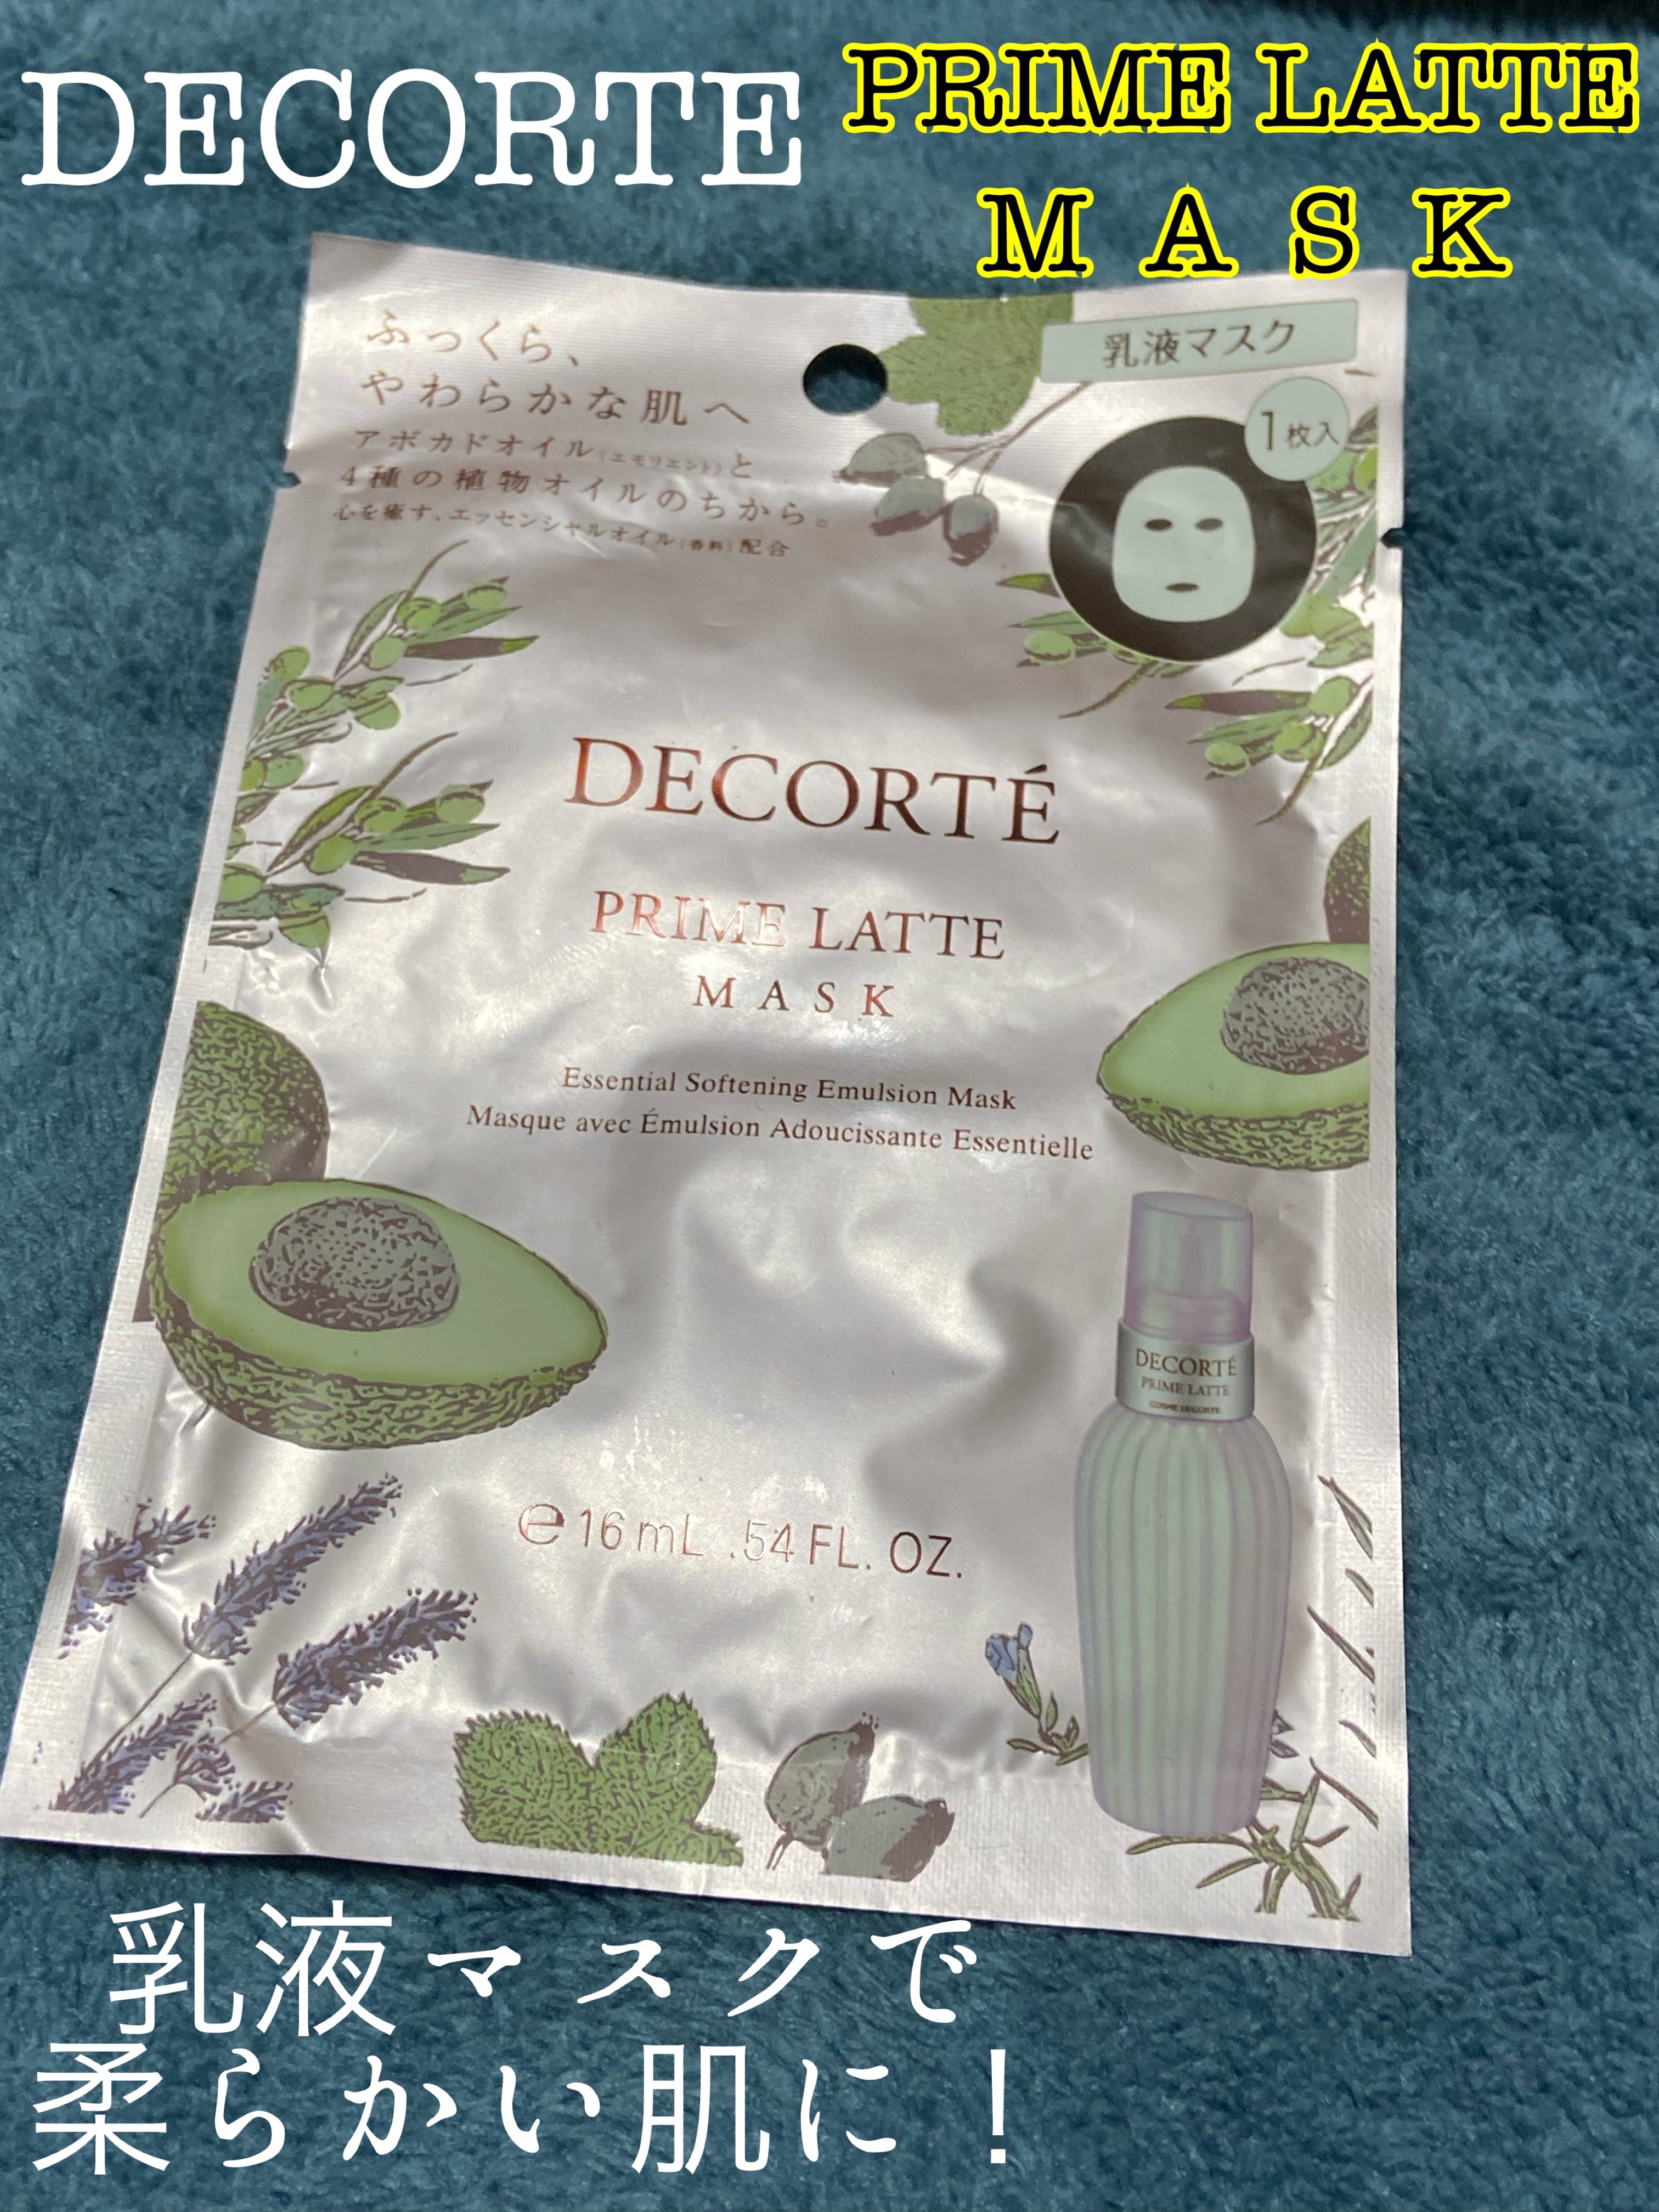 DECORTE
PRIME LATTE
MASK
ふっくら、
やわらかな肌へ
アボカドオイル(エモリエント)と
4種の植物オイルのちから。
心を癒す、エッセンシャルオイル(香料)配合
乳液マスク
1枚入
DECORTÉ
PRIME LATTE
MASK
Essential Softening Emulsion Mask
Masque avec Émulsion Adoucissante Essentielle
DECORTÉ
PRIME LATTE
COSME DECORTE
℮16mL .54 FL. OZ.
乳液マスクで
柔らかい肌に！